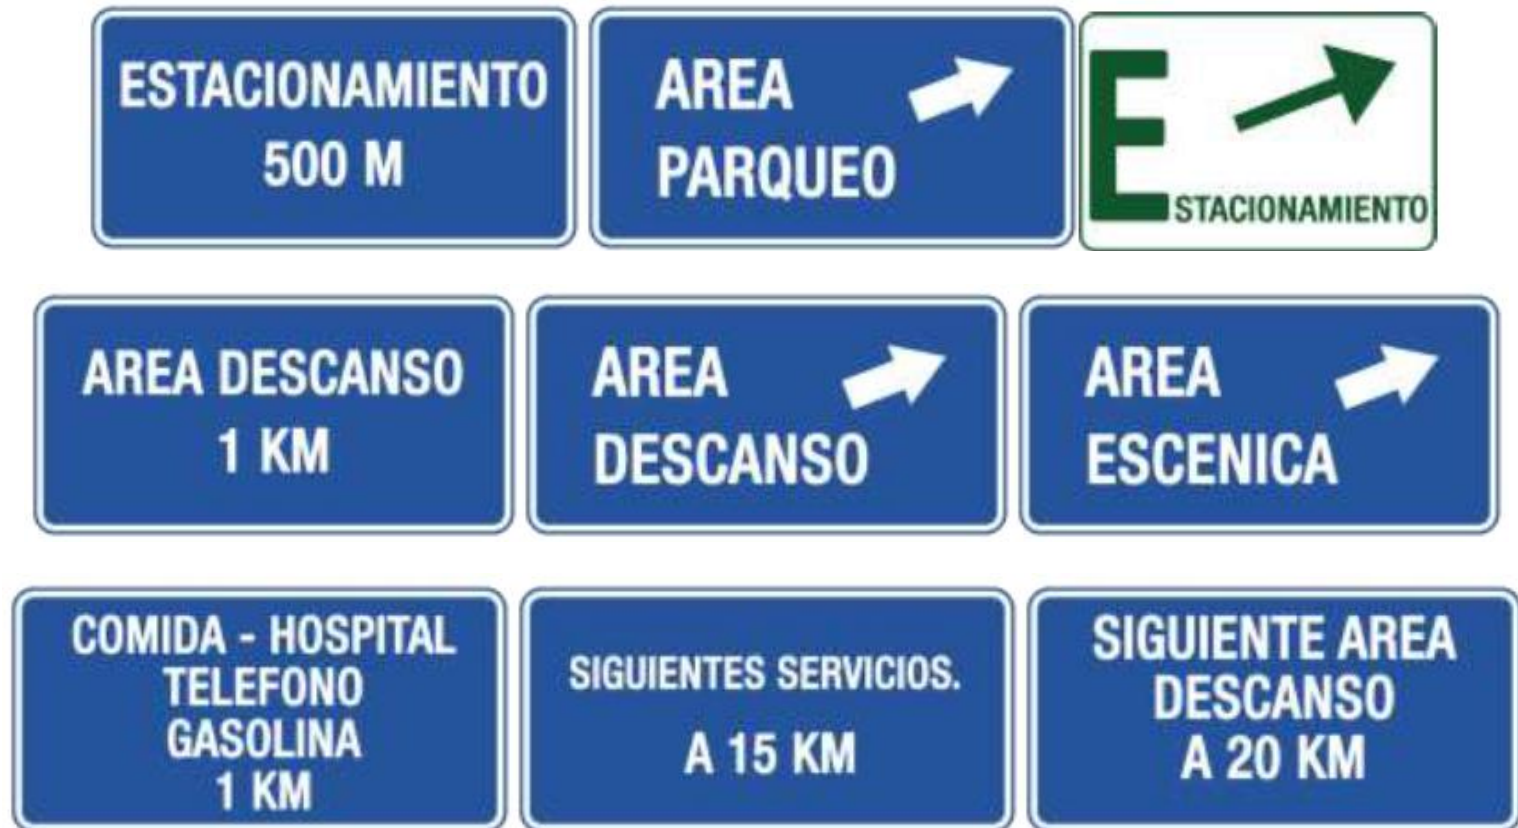 ESTACIONAMIENTO
500 M
AREA
PARQUEO
ESTACIONAMIENTO
AREA DESCANSO
1 KM
AREA
DESCANSO
AREA
ESCENICA
COMIDA - HOSPITAL
TELEFONO
GASOLINA
1 KM
SIGUIENTES SERVICIOS.
A 15 KM
SIGUIENTE AREA
DESCANSO
A 20 KM